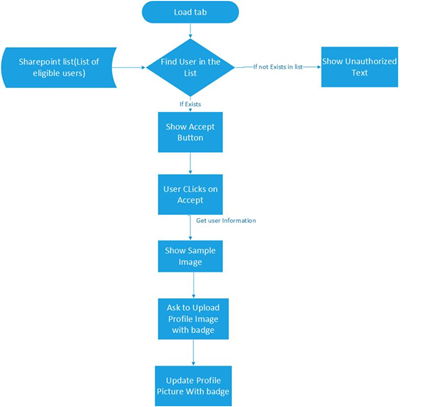 Load tab
Sharepoint list(List of
eligible users)
Find User in the
List
If not Exists in list
Show Unauthorized
Text
If Exists
Show Accept
Button
User CLicks on
Accept
Get user Information
Show Sample
Image
Ask to Upload
Profile Image
with badge
Update Profile
Picture With badge